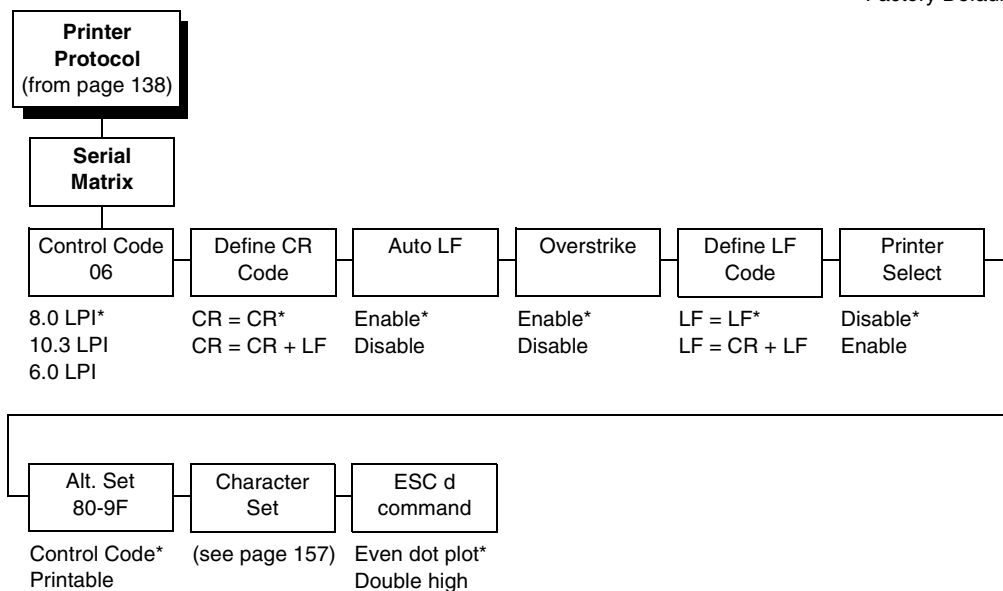 Printer
Protocol
(from page 138)
Serial
Matrix
Control Code
06
8.0 LPI*
10.3 LPI
6.0 LPI
Define CR
Code
CR = CR*
CR = CR + LF
Auto LF
Enable*
Disable
Overstrike
Enable*
Disable
Define LF
Code
LF = LF*
LF = CR + LF
Printer
Select
Disable*
Enable
Alt. Set
80-9F
Control Code*
Printable
Character
Set
(see page 157)
ESC d
command
Even dot plot*
Double high